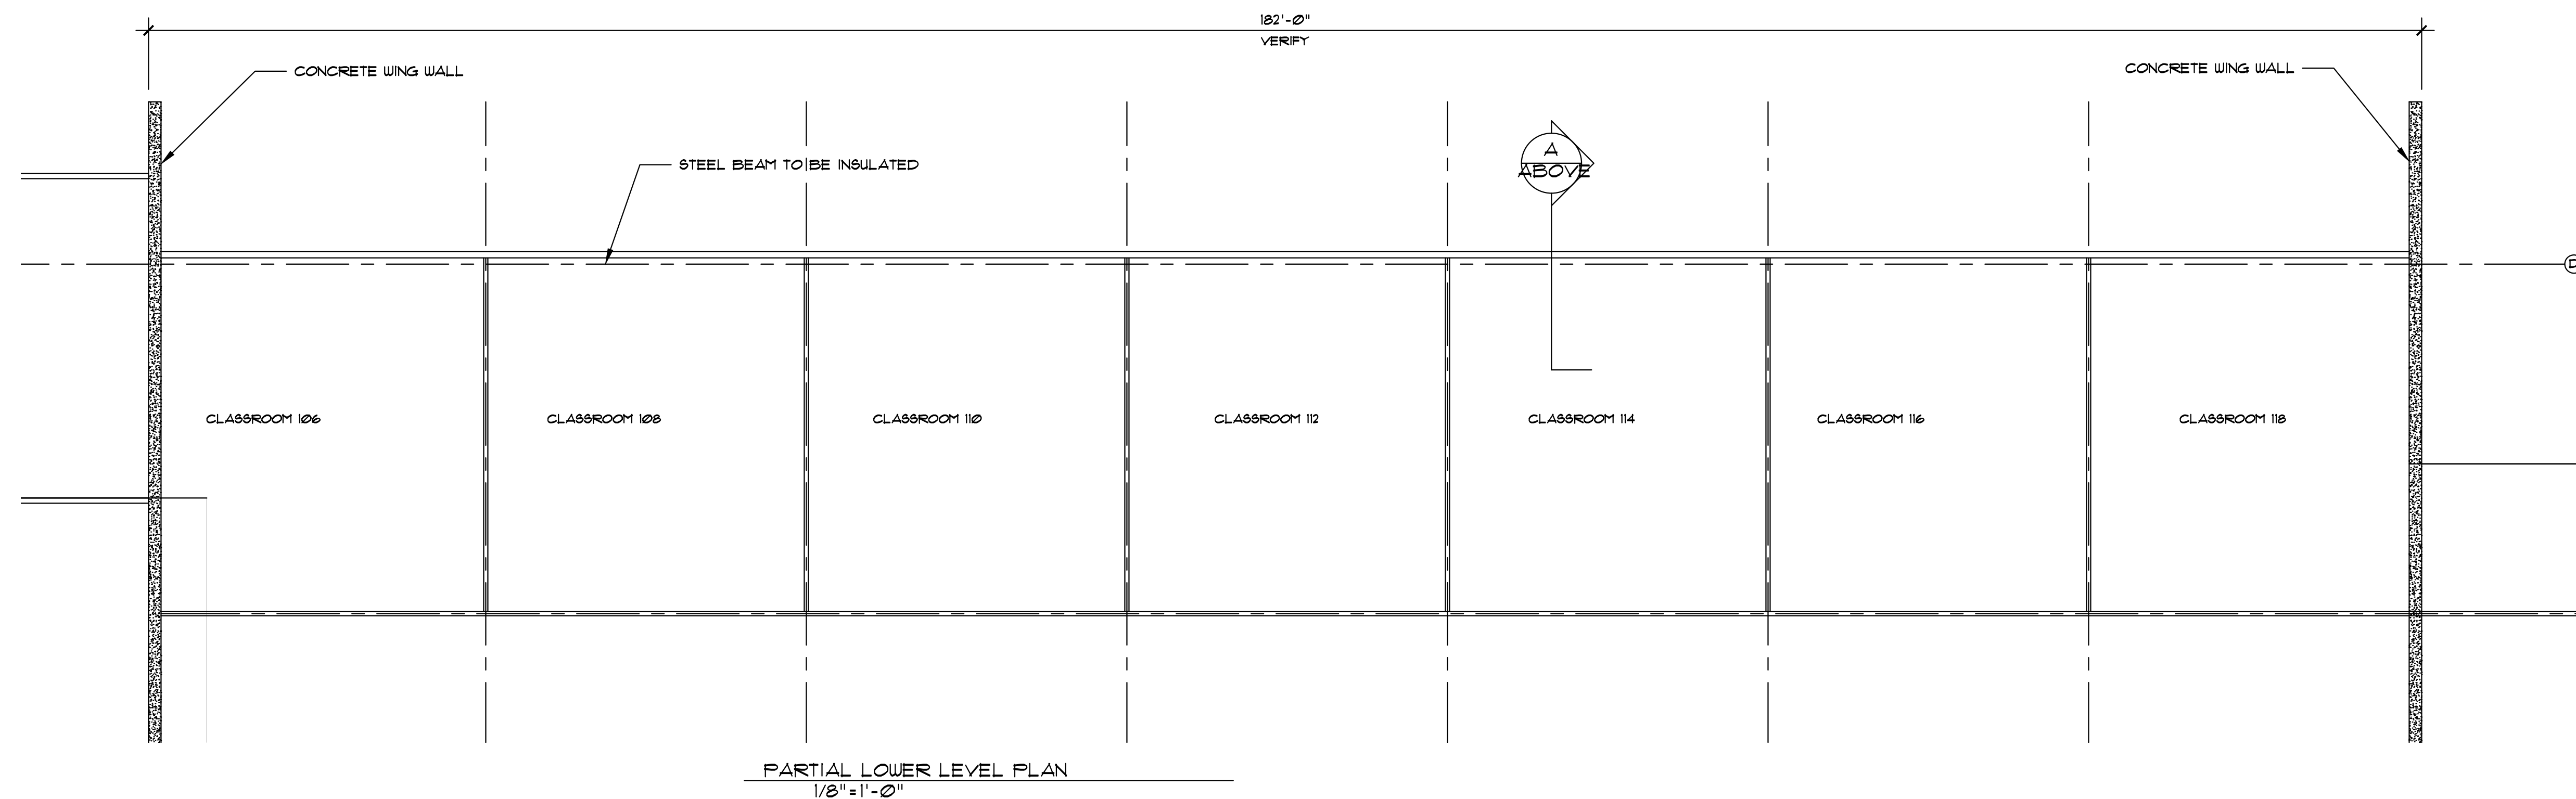 182'-0"
VERIFY
CONCRETE WING WALL
CONCRETE WING WALL
STEEL BEAM TO BE INSULATED
A
ABOVE
CLASSROOM 106
CLASSROOM 108
CLASSROOM 110
CLASSROOM 112
CLASSROOM 114
CLASSROOM 116
CLASSROOM 118
PARTIAL LOWER LEVEL PLAN
1/8"=1'-0"